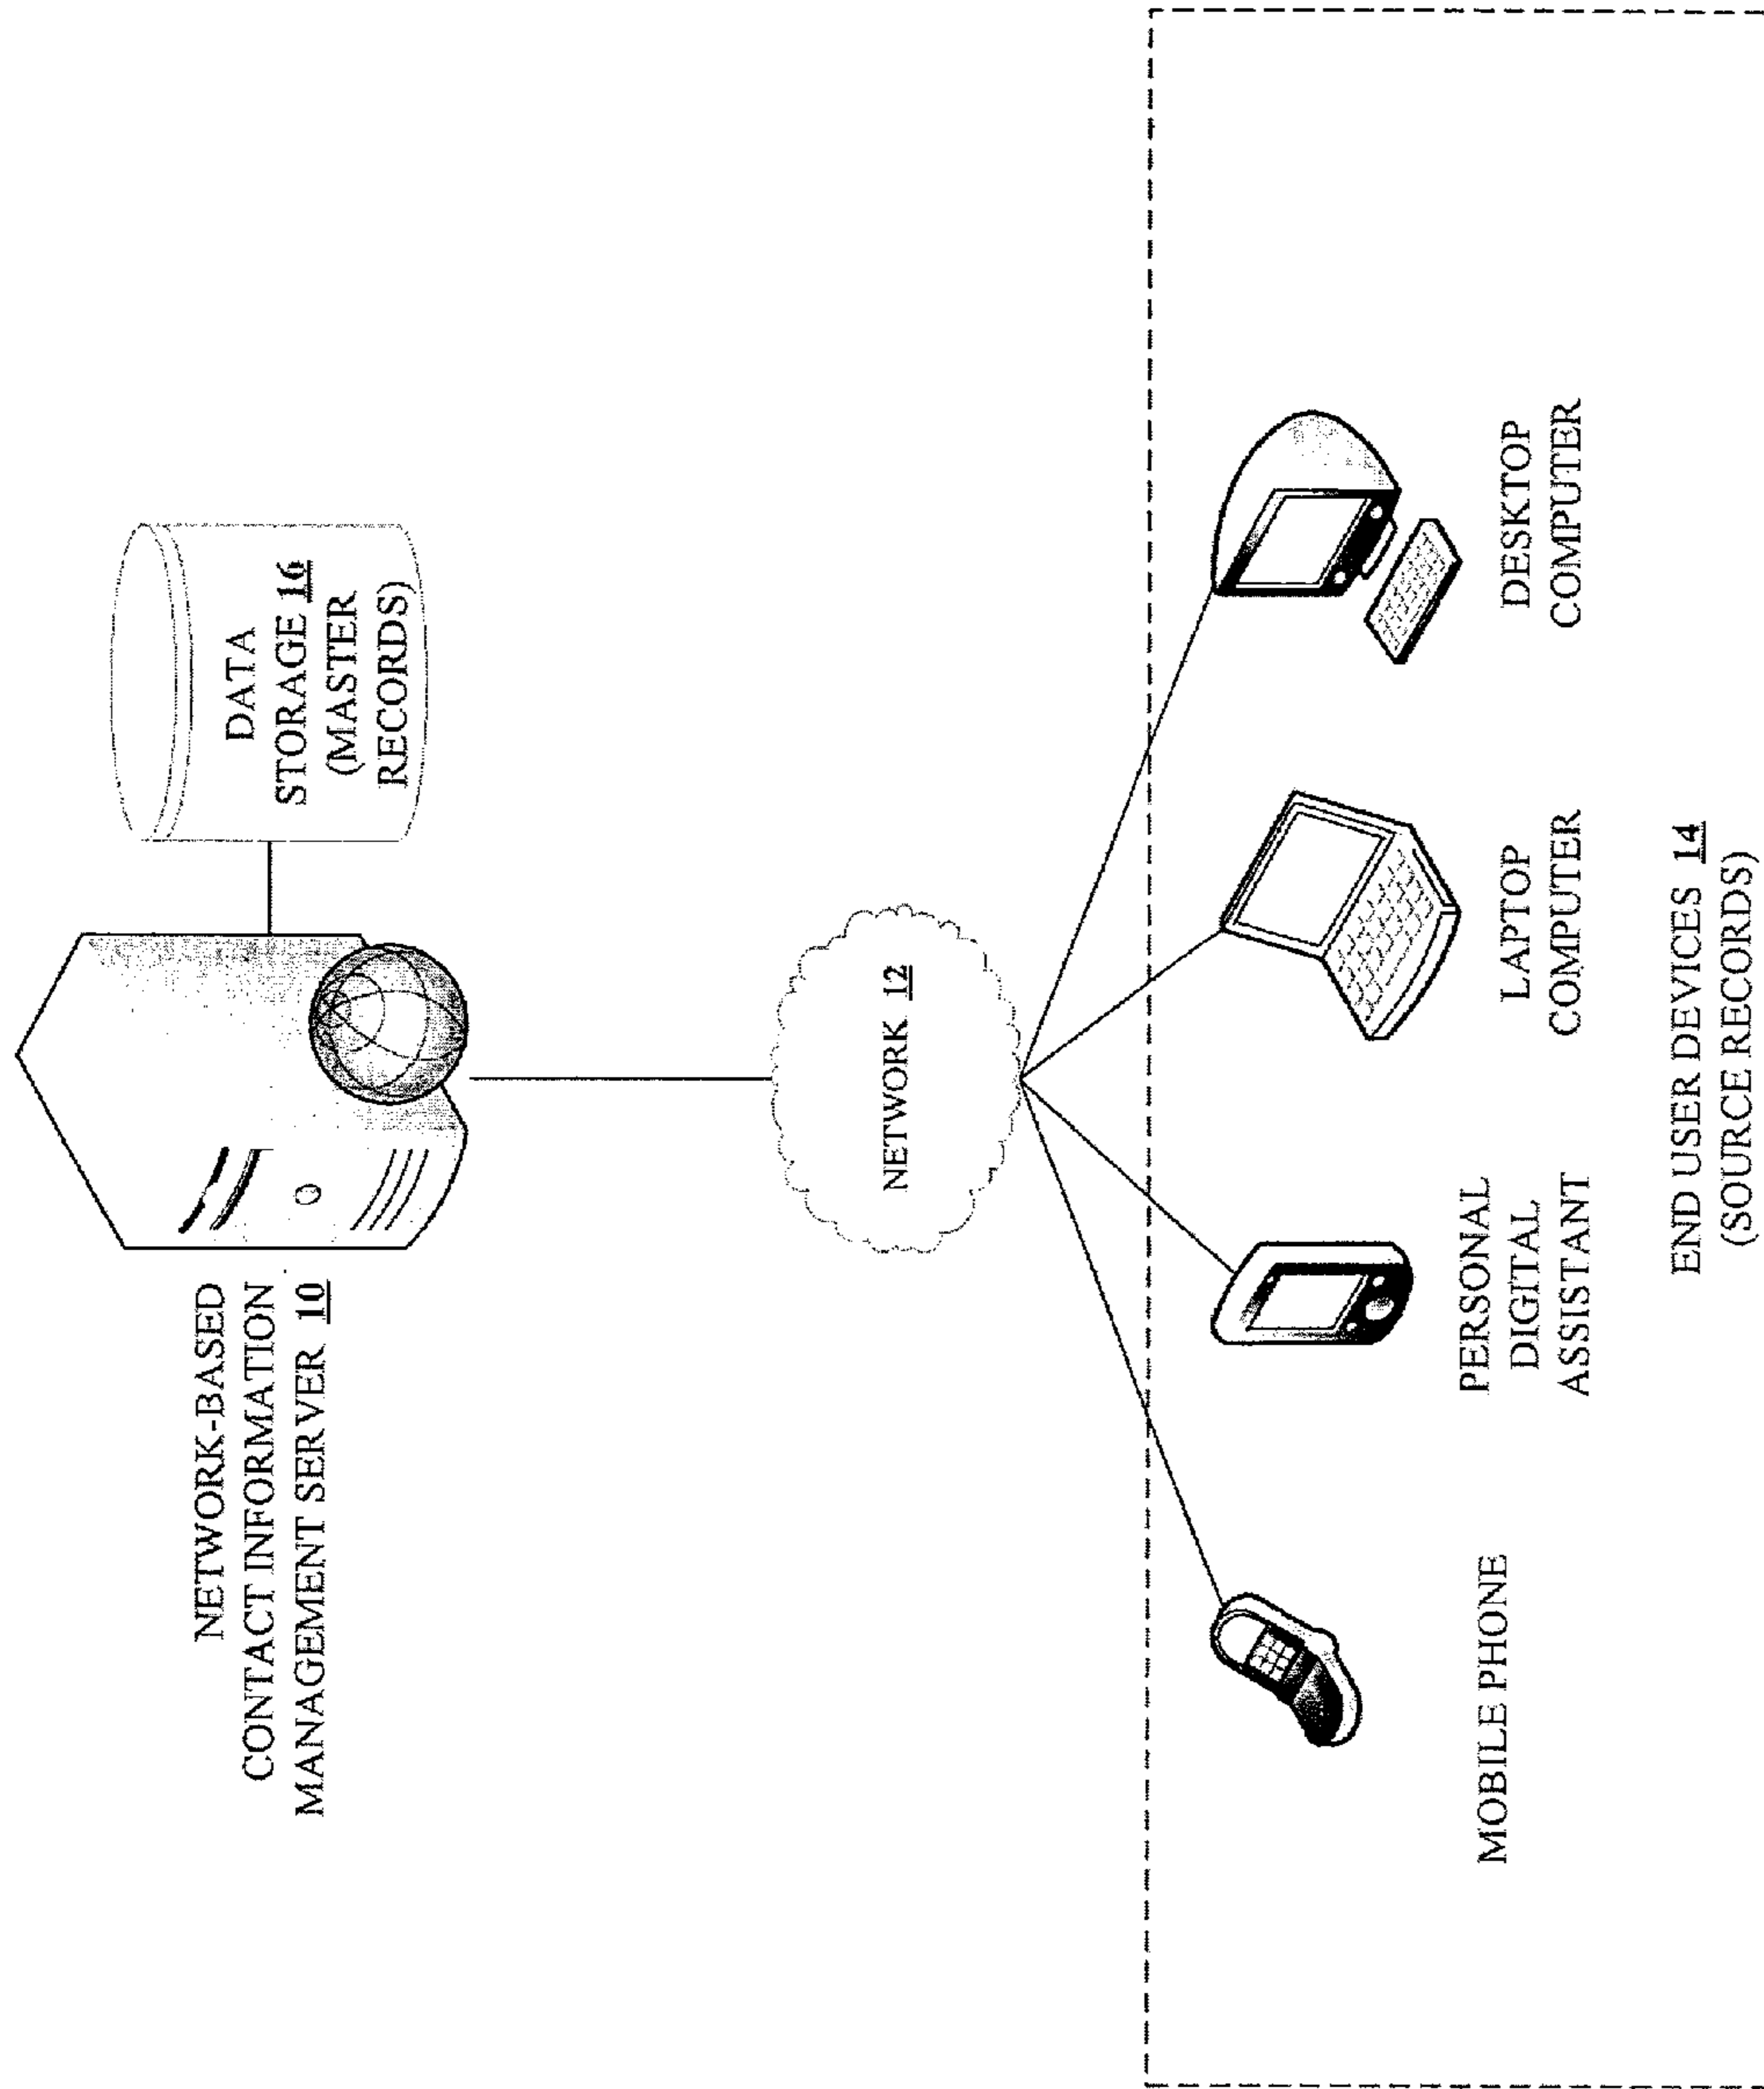 NETWORK-BASED
CONTACT INFORMATION
MANAGEMENT SERVER 10
DATA
STORAGE 16
(MASTER
RECORDS)
NETWORK 12
MOBILE PHONE
PERSONAL
DIGITAL
ASSISTANT
LAPTOP
COMPUTER
DESKTOP
COMPUTER
END USER DEVICES 14
(SOURCE RECORDS)